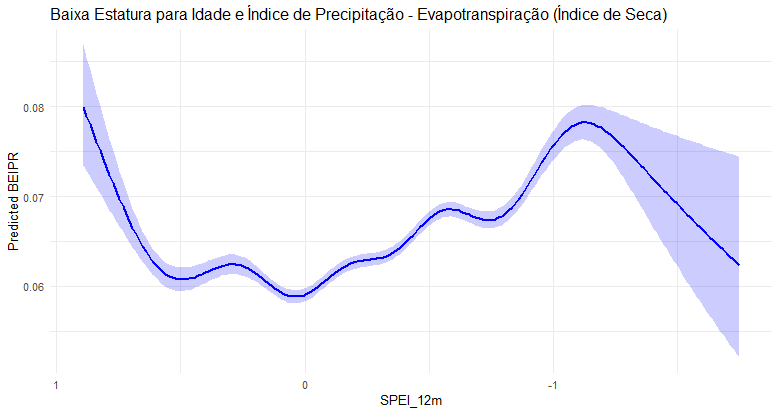 Baixa Estatura para Idade e Índice de Precipitação - Evapotranspiração (Índice de Seca)
Predicted BEIPR
0.08
0.07
0.06
1
0
-1
SPEI_12m